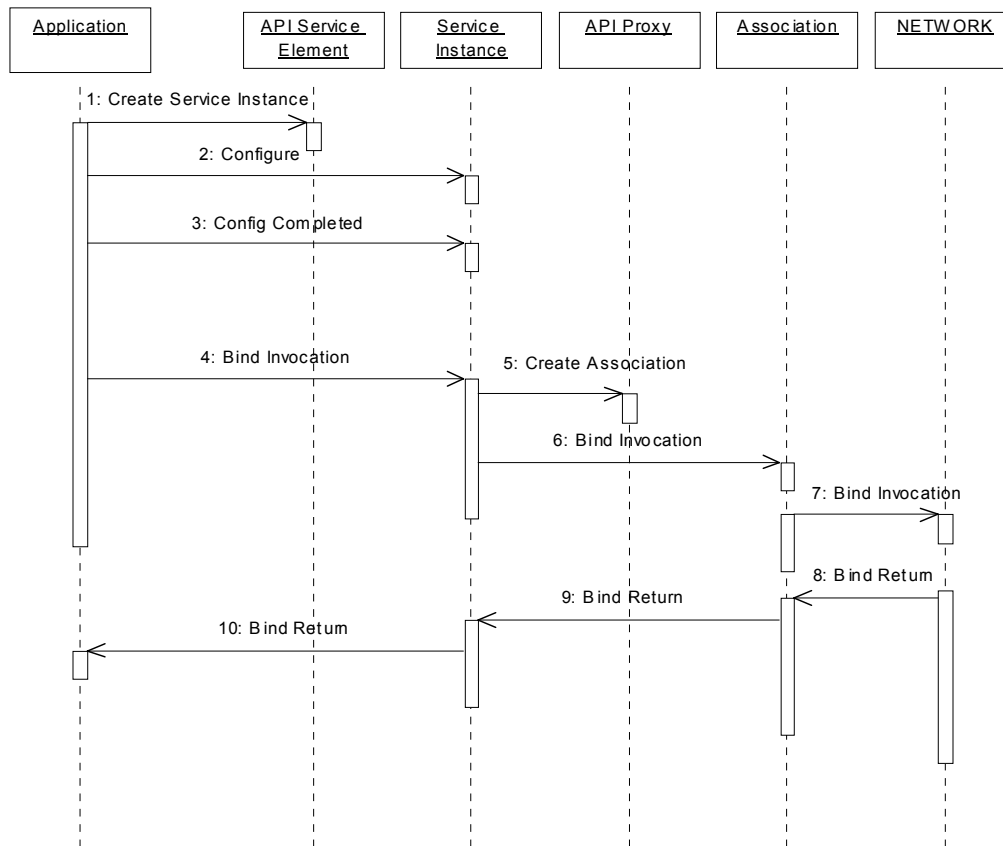 Application
API Service
Element
Service
Instance
API Proxy
Association
NETWORK
1: Create Service Instance
2: Configure
3: Config Completed
4: Bind Invocation
5: Create Association
6: Bind Invocation
7: Bind Invocation
8: Bind Return
9: Bind Return
10: Bind Return